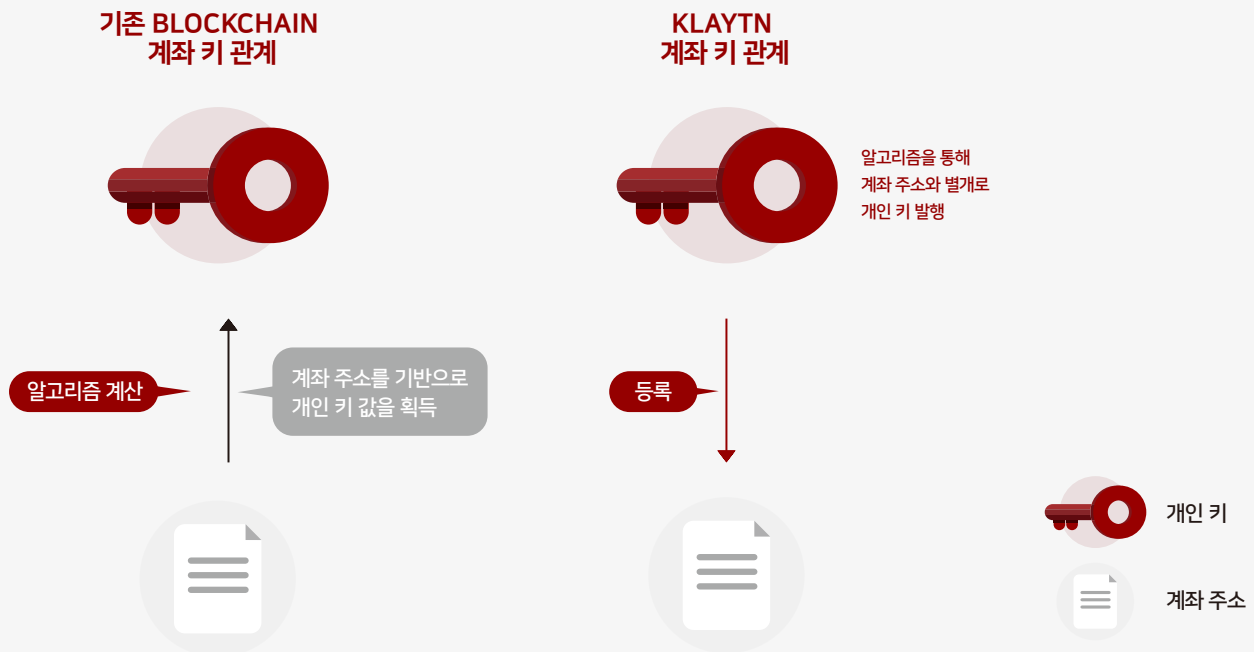 기존 BLOCKCHAIN
계좌 키 관계
KLAYTN
계좌 키 관계
알고리즘을 통해
계좌 주소와 별개로
개인 키 발행
알고리즘 계산
계좌 주소를 기반으로
개인 키 값을 획득
등록
개인 키
계좌 주소